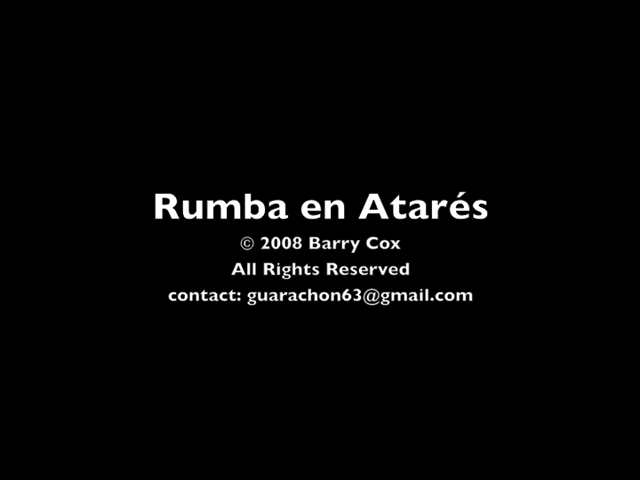 Rumba en Atarés
© 2008 Barry Cox
All Rights Reserved
contact: guarachon63@gmail.com